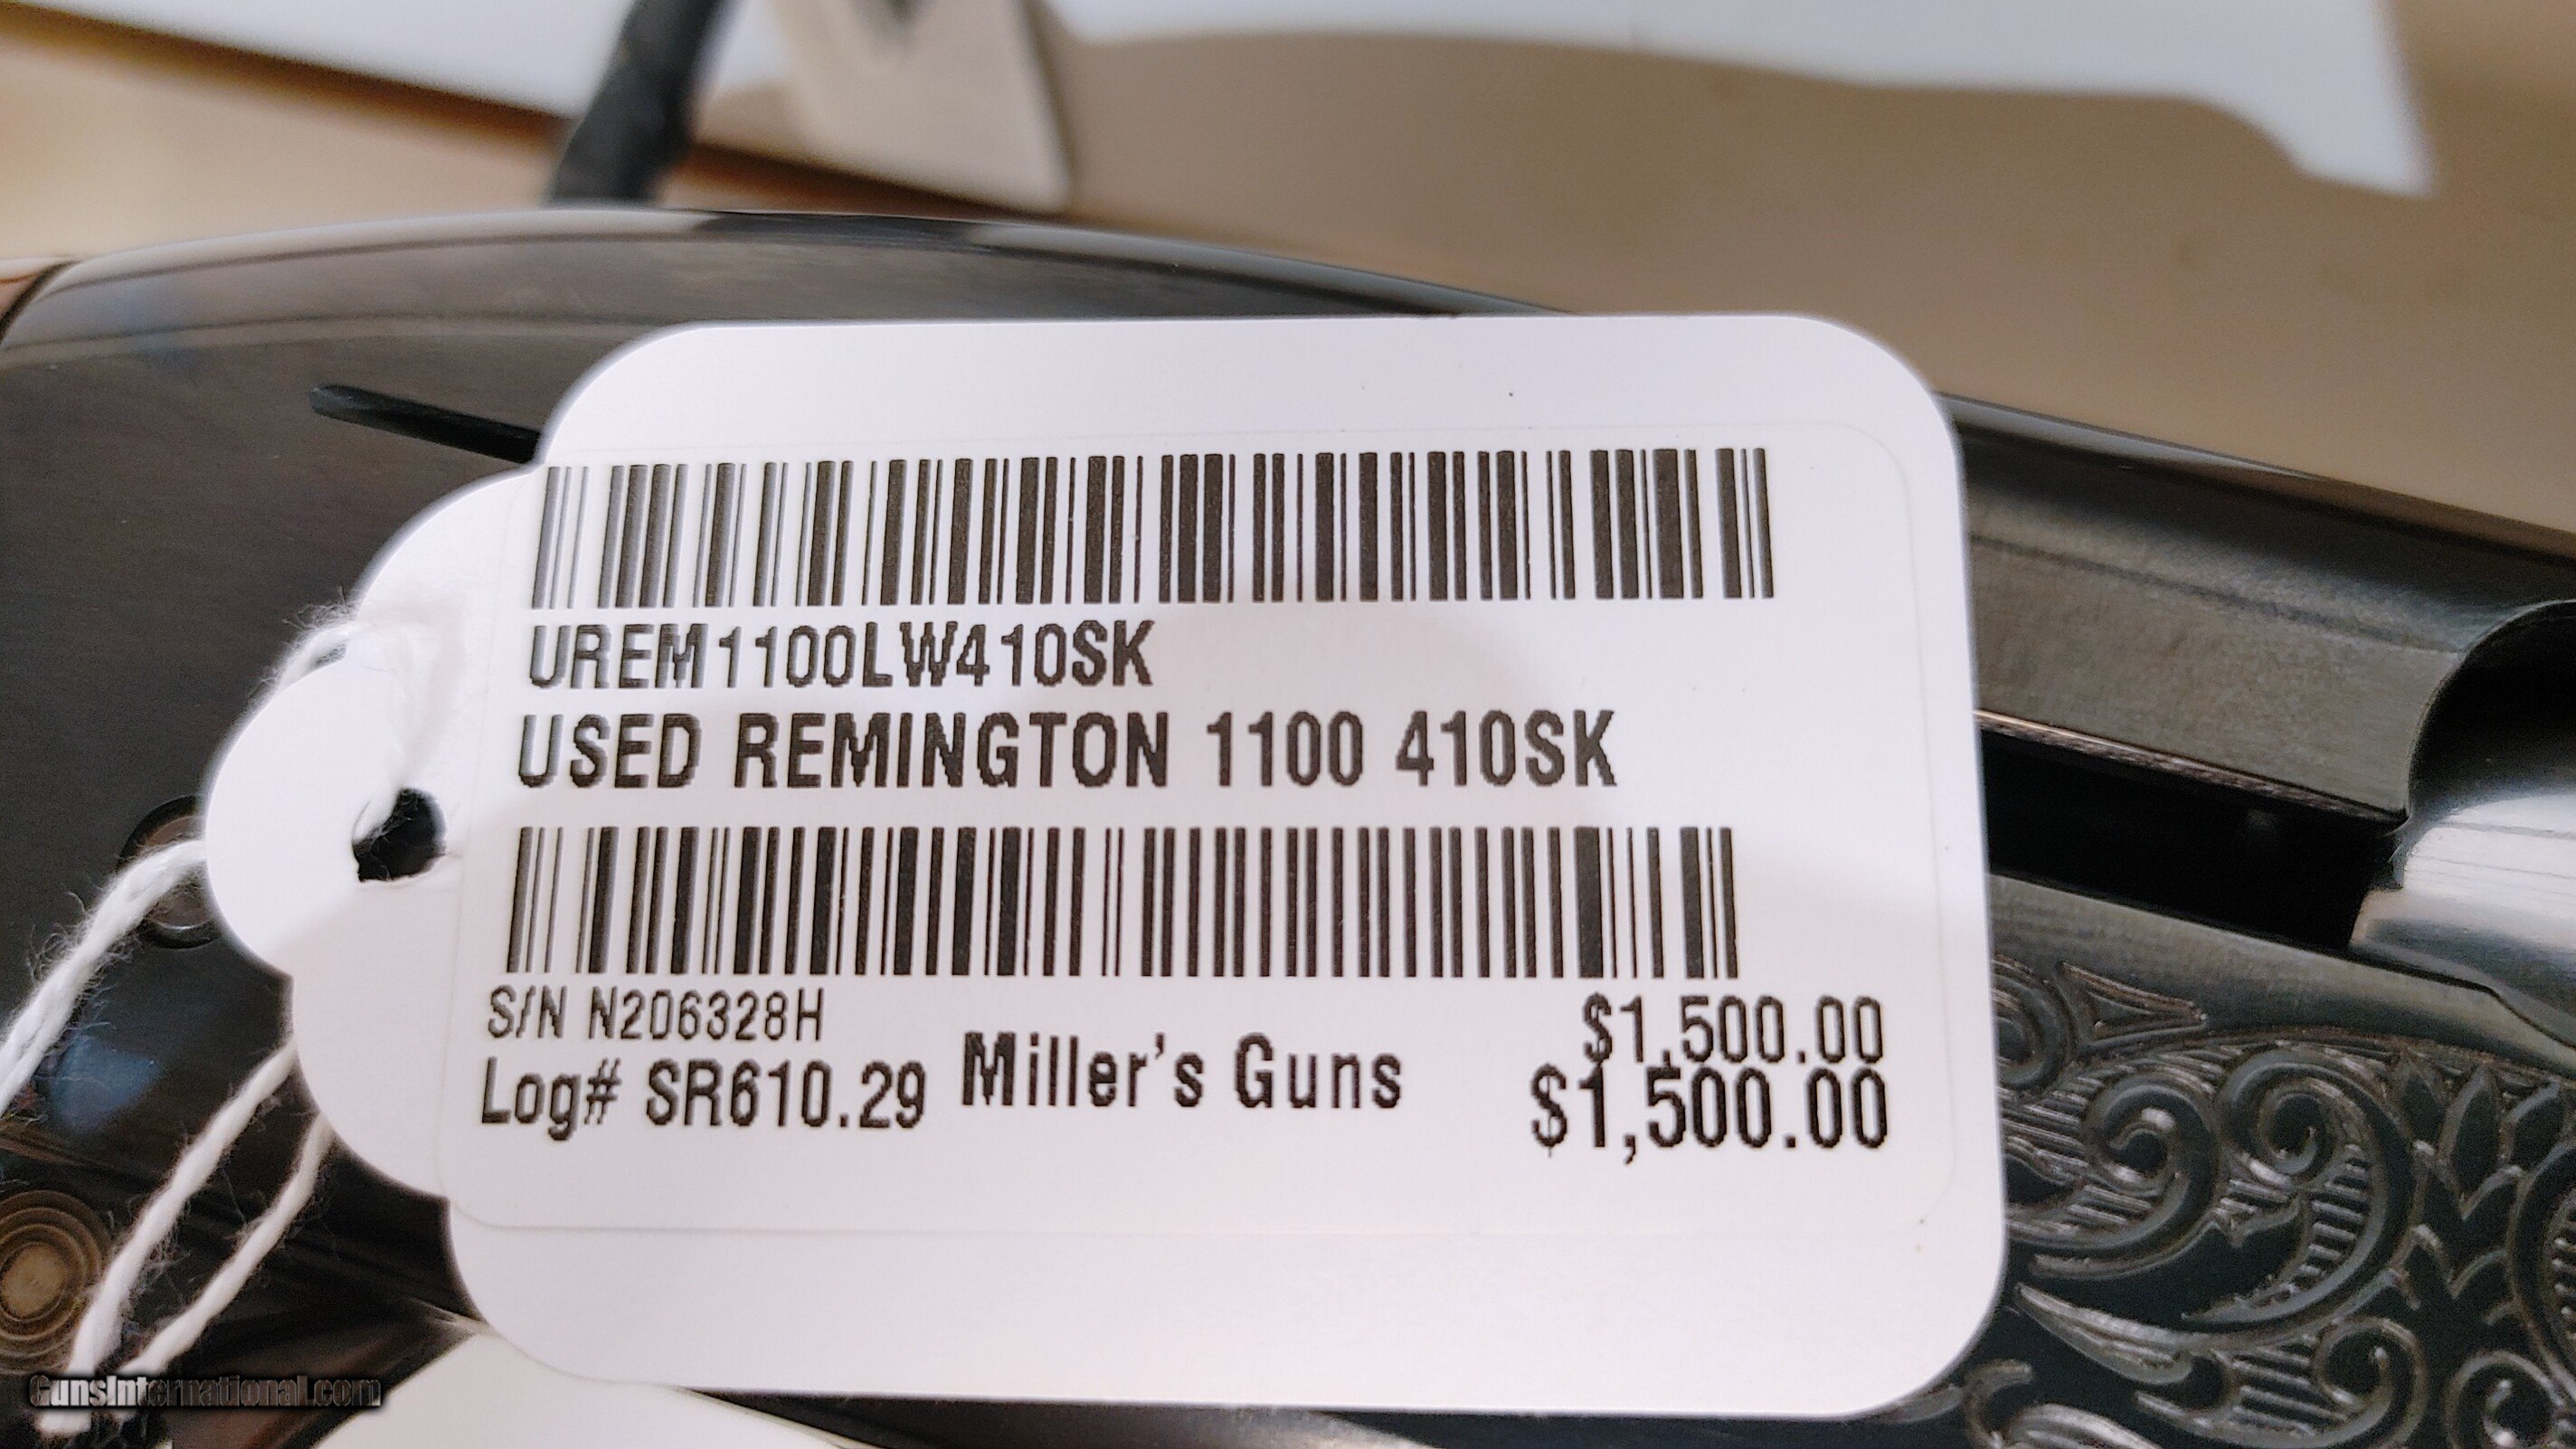 UREM1100LW410SK
USED REMINGTON 1100 410SK
S/N N206328H
$1,500.00
Log# SR610.29
Miller's Guns
$1,500.00
GunsInternational.com